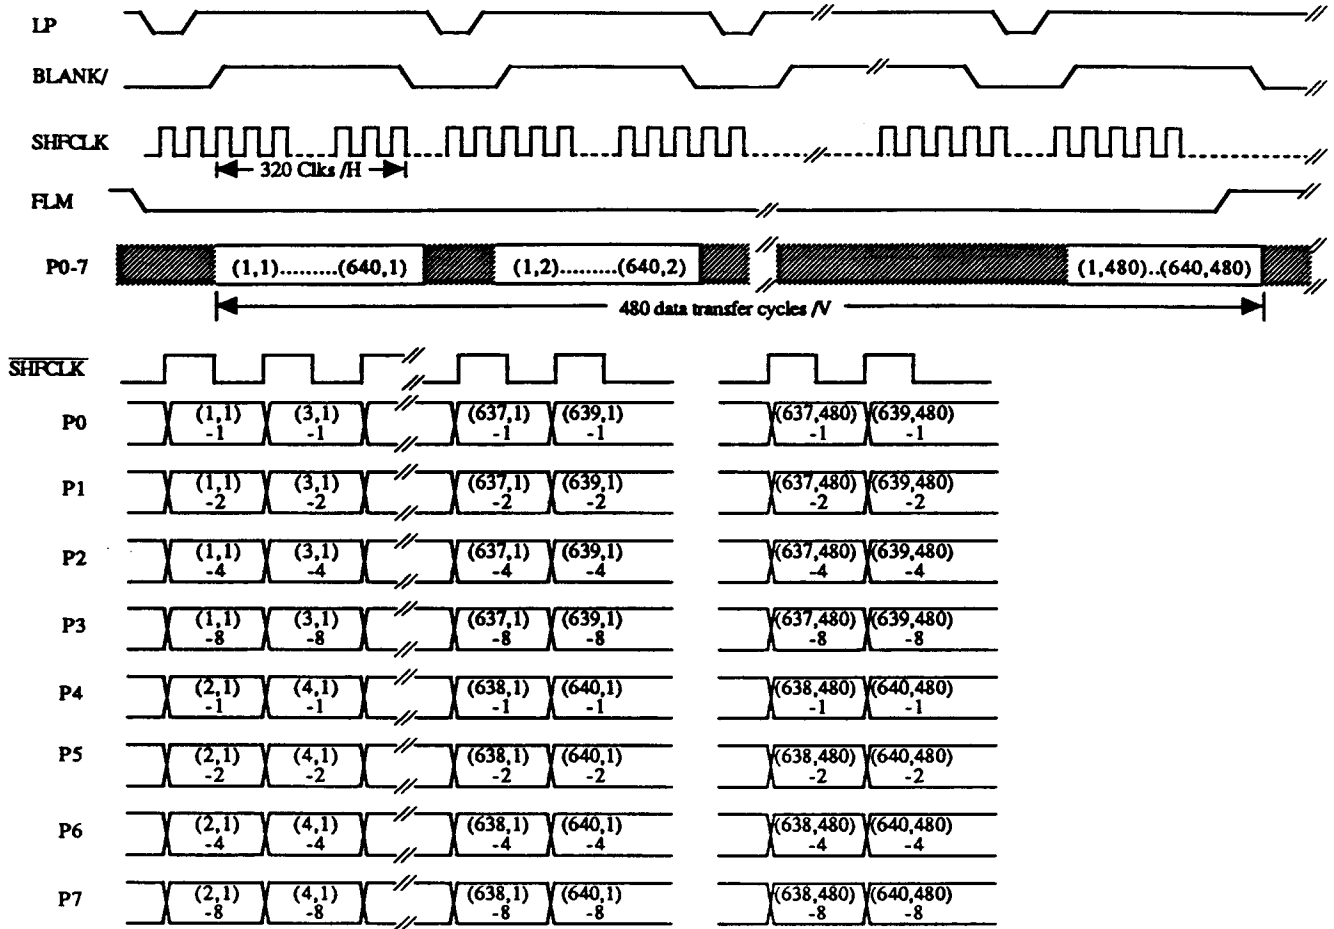 LP
BLANK/
SHFCLK
320 Clks /H
FLM
P0-7 (1,1).........(640,1) (1,2).........(640,2) (1,480)..(640,480)
480 data transfer cycles /V
SHFCLK
P0 (1,1) (3,1) (637,1) (639,1) (637,480) (639,480)
-1 -1 -1 -1 -1 -1
P1 (1,1) (3,1) (637,1) (639,1) (637,480) (639,480)
-2 -2 -2 -2 -2 -2
P2 (1,1) (3,1) (637,1) (639,1) (637,480) (639,480)
-4 -4 -4 -4 -4 -4
P3 (1,1) (3,1) (637,1) (639,1) (637,480) (639,480)
-8 -8 -8 -8 -8 -8
P4 (2,1) (4,1) (638,1) (640,1) (638,480) (640,480)
-1 -1 -1 -1 -1 -1
P5 (2,1) (4,1) (638,1) (640,1) (638,480) (640,480)
-2 -2 -2 -2 -2 -2
P6 (2,1) (4,1) (638,1) (640,1) (638,480) (640,480)
-4 -4 -4 -4 -4 -4
P7 (2,1) (4,1) (638,1) (640,1) (638,480) (640,480)
-8 -8 -8 -8 -8 -8